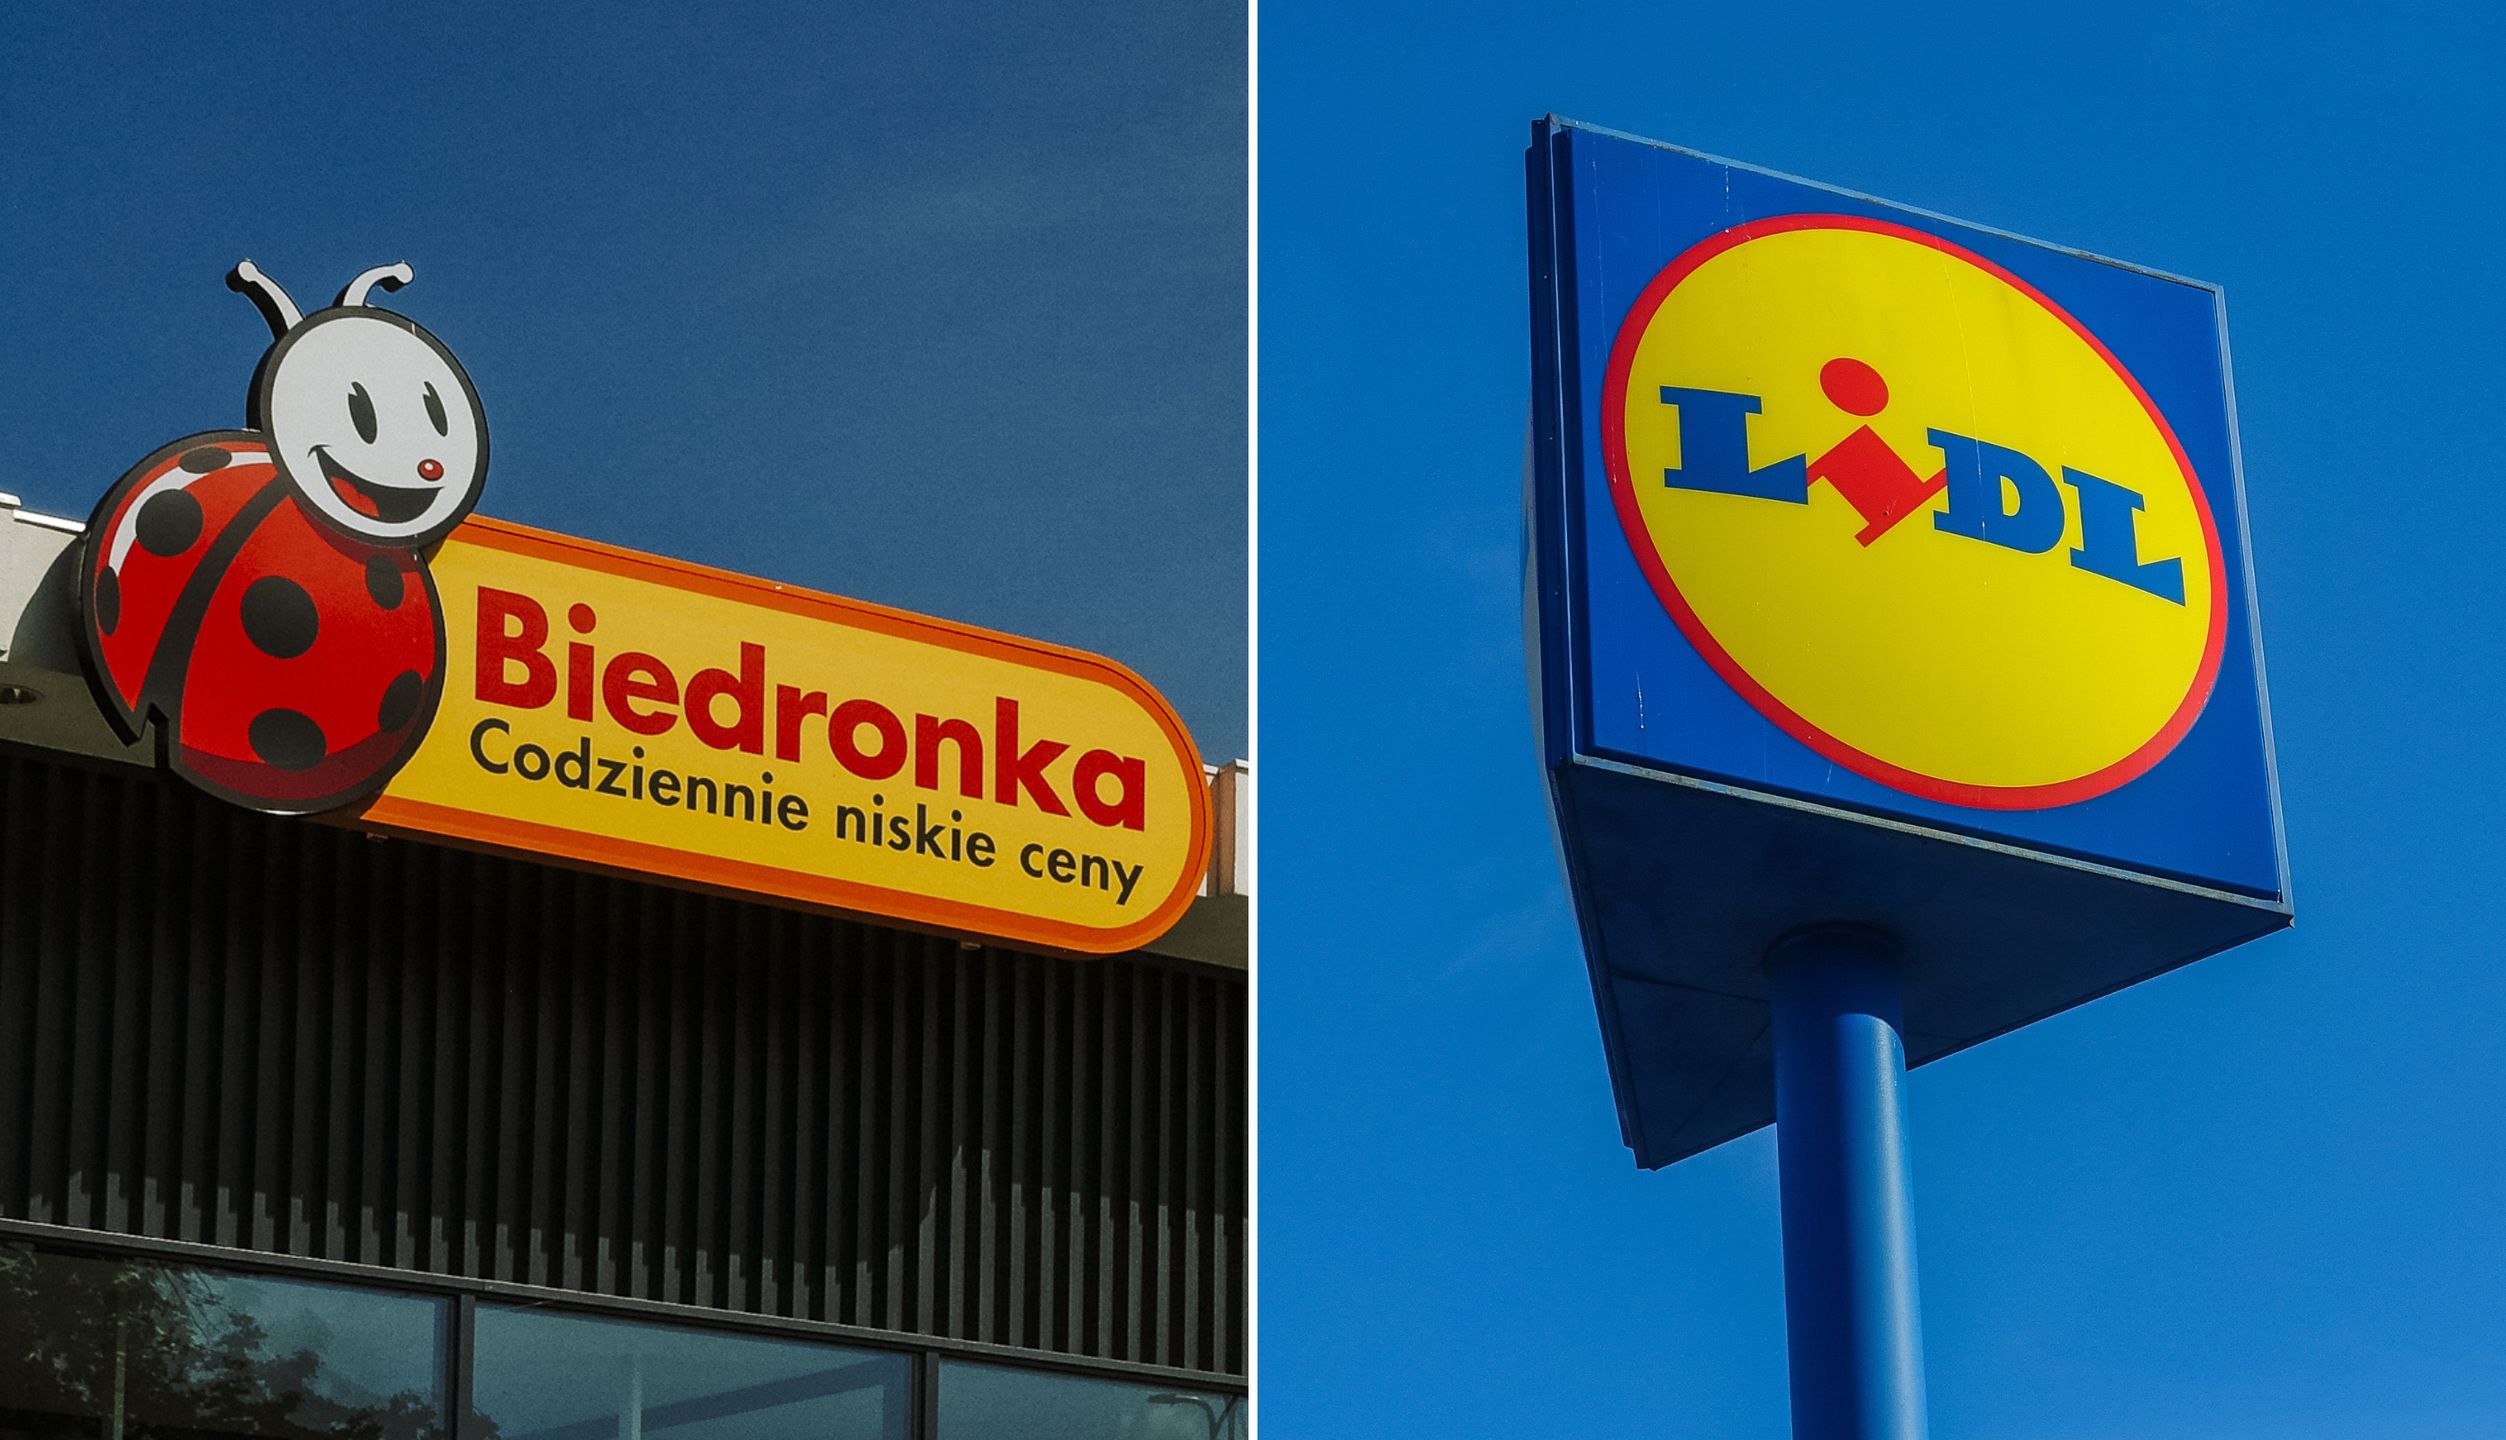 Biedronka
Codziennie niskie ceny
LiDL